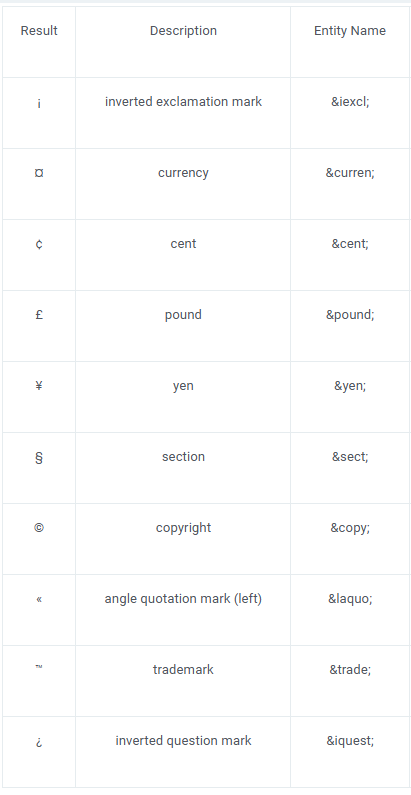 Result Description Entity Name
¡ inverted exclamation mark &iexcl;
¤ currency &curren;
¢ cent &cent;
£ pound &pound;
¥ yen &yen;
§ section &sect;
© copyright &copy;
« angle quotation mark (left) &laquo;
™ trademark &trade;
¿ inverted question mark &iquest;